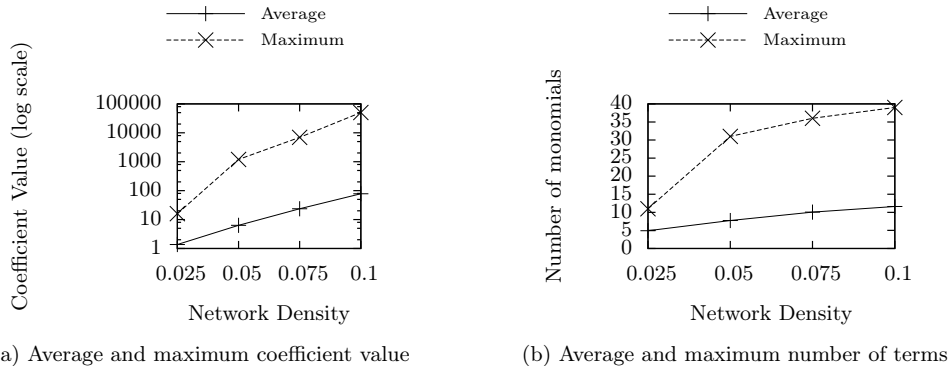 Average
Maximum
Coefficient Value (log scale)
100000
10000
1000
100
10
1
0.025 0.05 0.075 0.1
Network Density
a) Average and maximum coefficient value
Average
Maximum
Number of monomials
40
35
30
25
20
15
10
5
0
0.025 0.05 0.075 0.1
Network Density
(b) Average and maximum number of terms